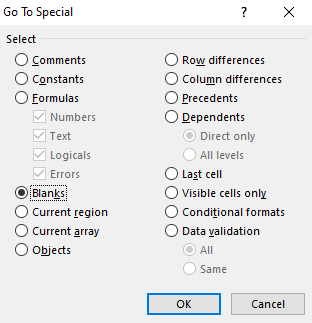 Go To Special ? ×
Select
Comments
Constants
Formulas
Numbers
Text
Logicals
Errors
Blanks
Current region
Current array
Objects
Row differences
Column differences
Precedents
Dependents
Direct only
All levels
Last cell
Visible cells only
Conditional formats
Data validation
All
Same
OK
Cancel